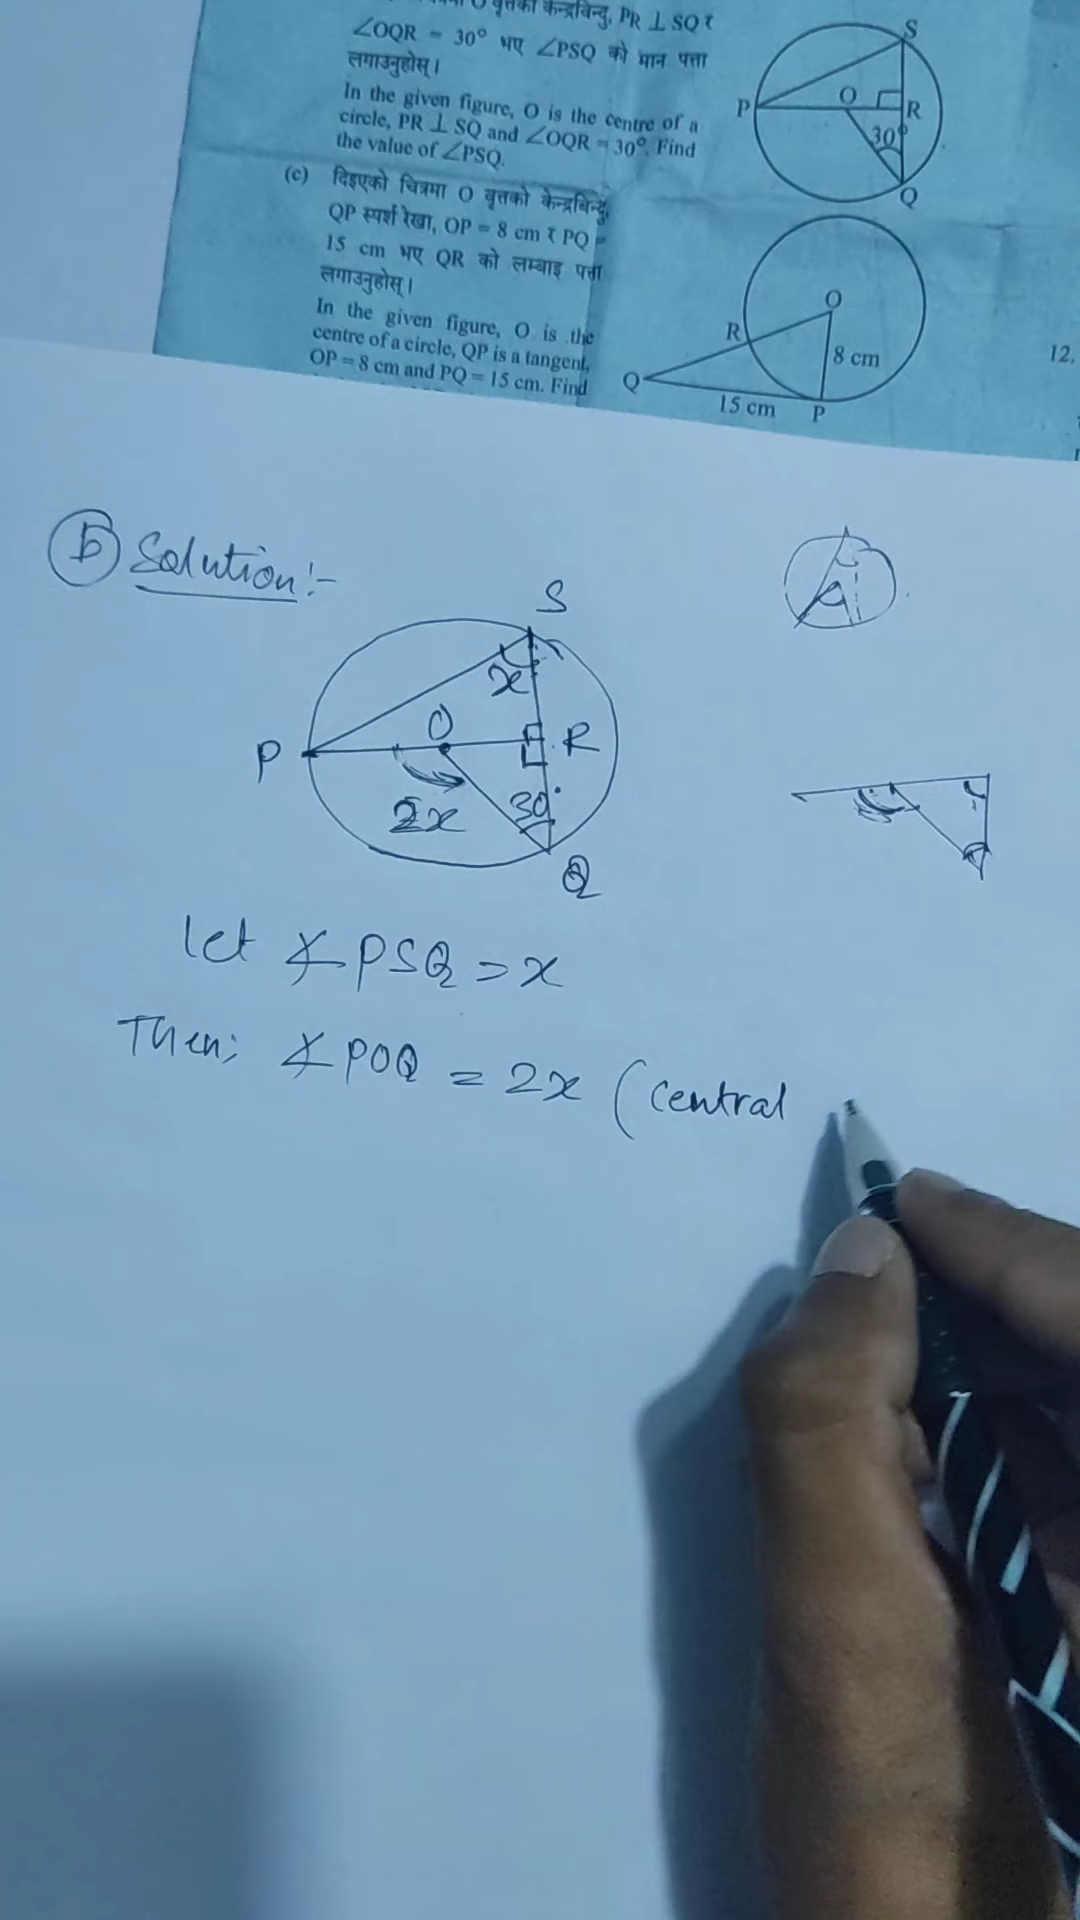 वृत्तको केन्द्रबिन्दु, PR ⊥ SQ र
∠OQR = 30° भए ∠PSQ को मान पत्ता
लगाउनुहोस् ।
In the given figure, O is the centre of a
circle, PR ⊥ SQ and ∠OQR = 30°. Find
the value of ∠PSQ.
S
P
O
R
30°
Q
(c) दिइएको चित्रमा O वृत्तको केन्द्रबिन्दु,
QP स्पर्श रेखा, OP = 8 cm र PQ =
15 cm भए QR को लम्बाइ पत्ता
लगाउनुहोस् ।
In the given figure, O is the
centre of a circle, QP is a tangent,
OP = 8 cm and PQ = 15 cm. Find
O
R
8 cm
Q
15 cm
P
12.
(b) Solution:-
S
x
P
O
R
2x
30°
Q
Let ∡PSQ = x
Then; ∡POQ = 2x (Central